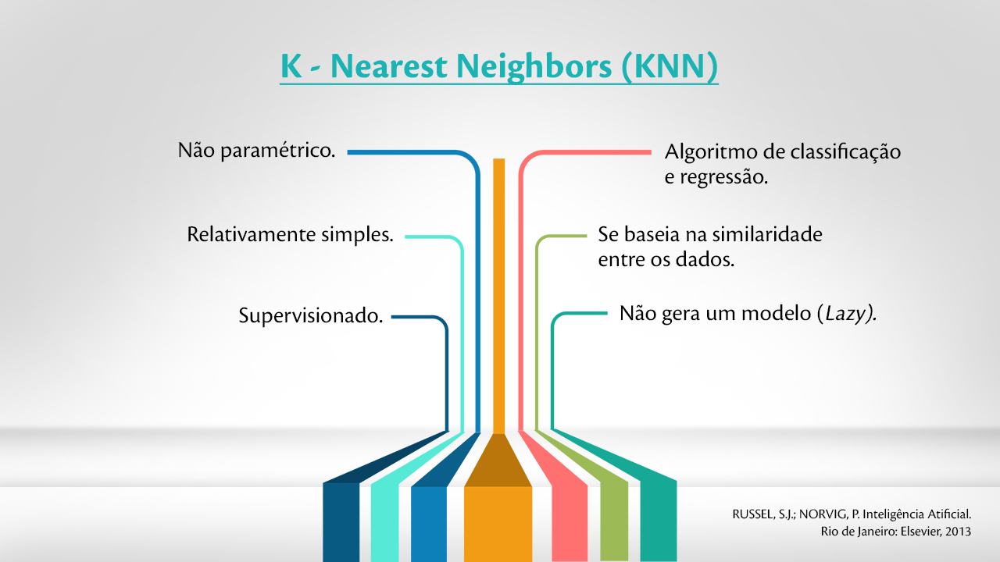 K - Nearest Neighbors (KNN)
Não paramétrico.
Algoritmo de classificação
e regressão.
Relativamente simples.
Se baseia na similaridade
entre os dados.
Supervisionado.
Não gera um modelo (Lazy).
RUSSEL, S.J.; NORVIG, P. Inteligência Atificial.
Rio de Janeiro: Elsevier, 2013